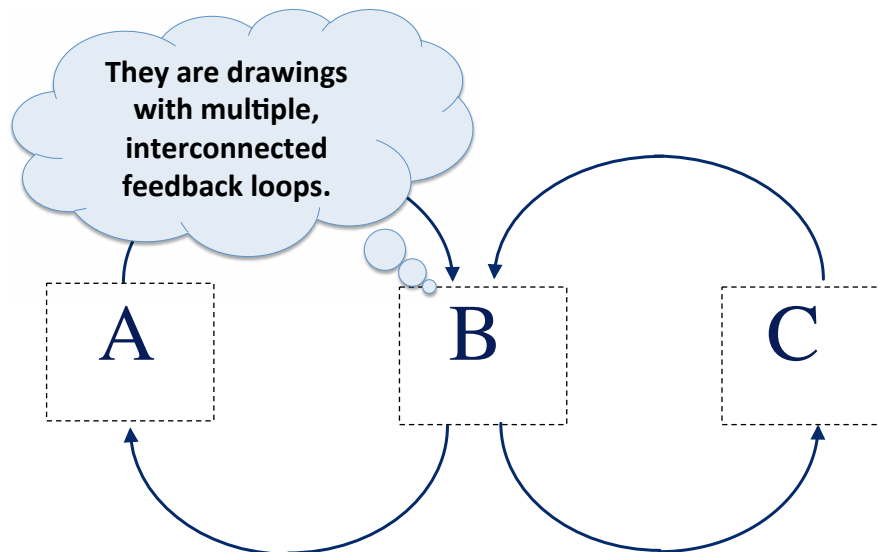 They are drawings
with multiple,
interconnected
feedback loops.
A B C